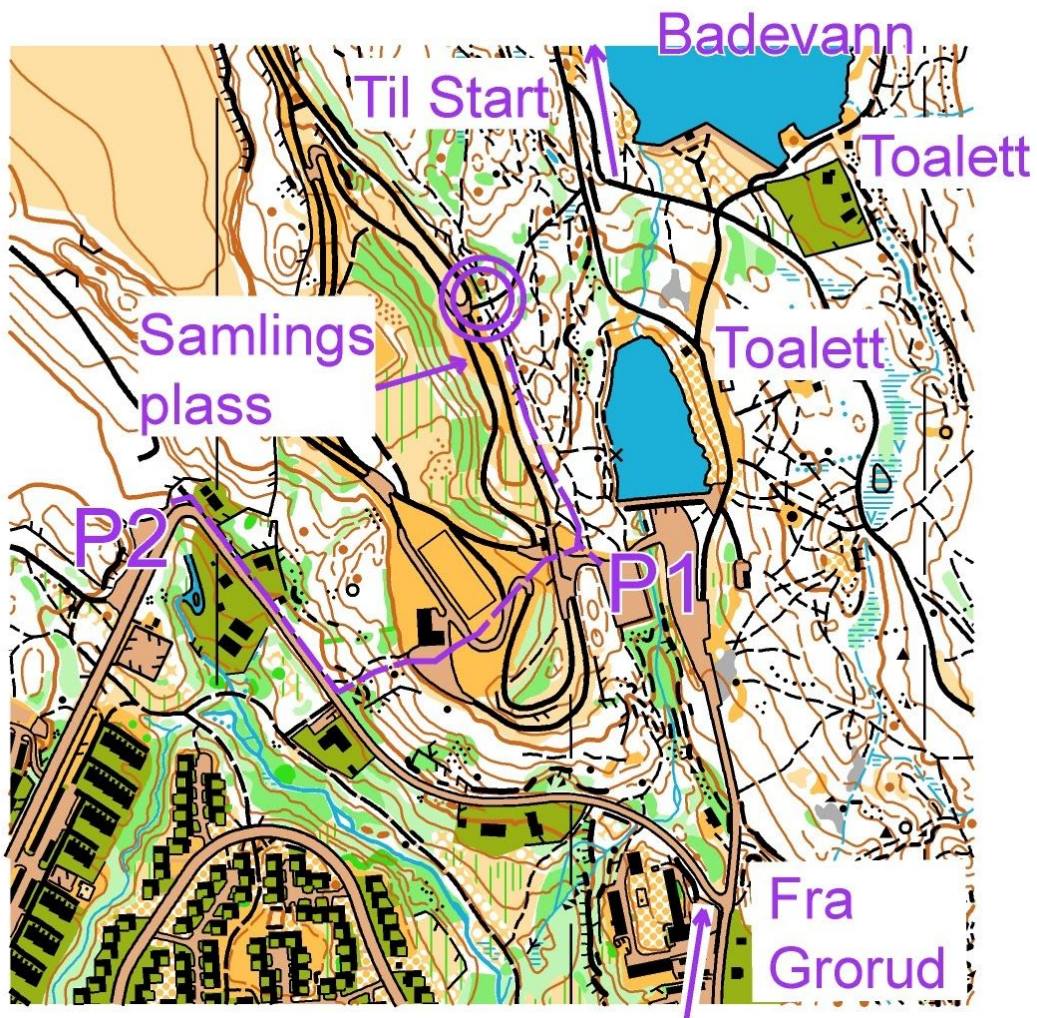 Badevann
Til Start
Toalett
Samlings
plass
Toalett
P2
P1
Fra
Grorud